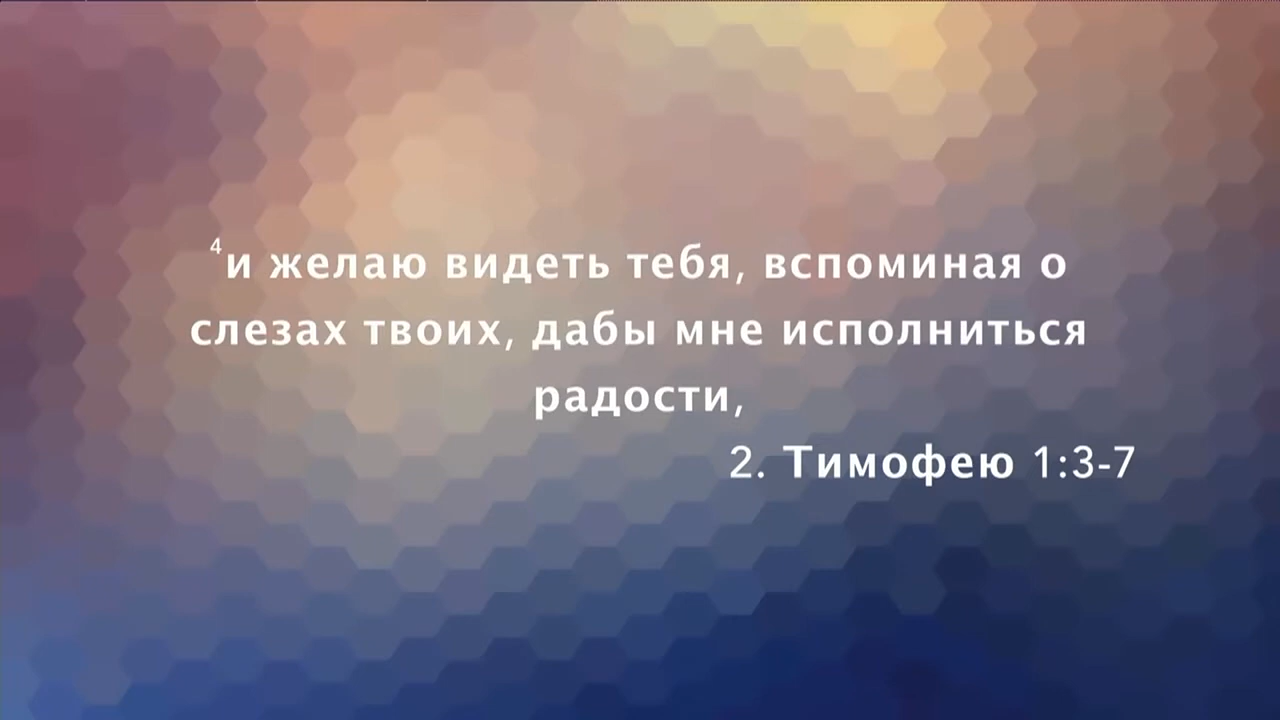 4и желаю видеть тебя, вспоминая о
слезах твоих, дабы мне исполниться
радости,
2. Тимофею 1:3-7